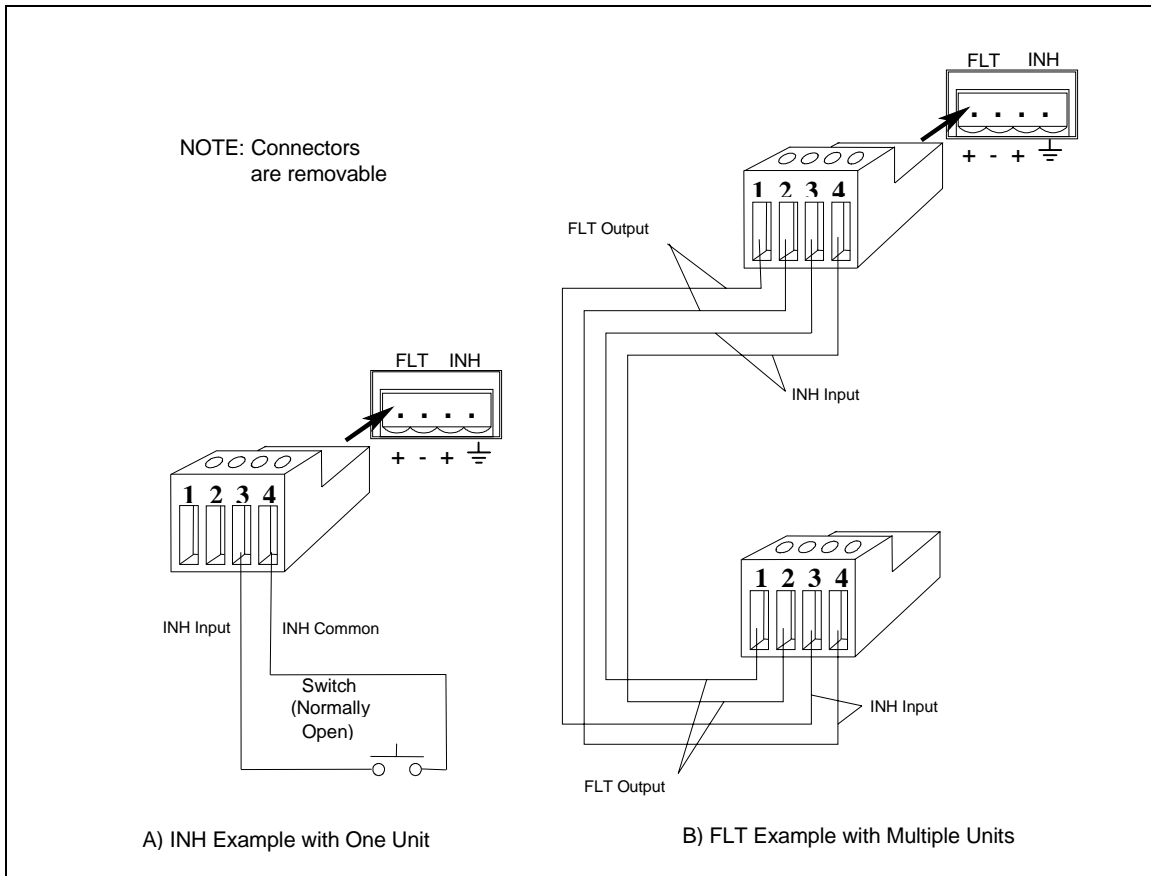 FLT INH
NOTE: Connectors
are removable
+ - +
1 2 3 4
FLT Output
INH Input
FLT INH
+ - +
1 2 3 4
INH Input
INH Common
Switch
(Normally
Open)
1 2 3 4
INH Input
FLT Output
A) INH Example with One Unit
B) FLT Example with Multiple Units